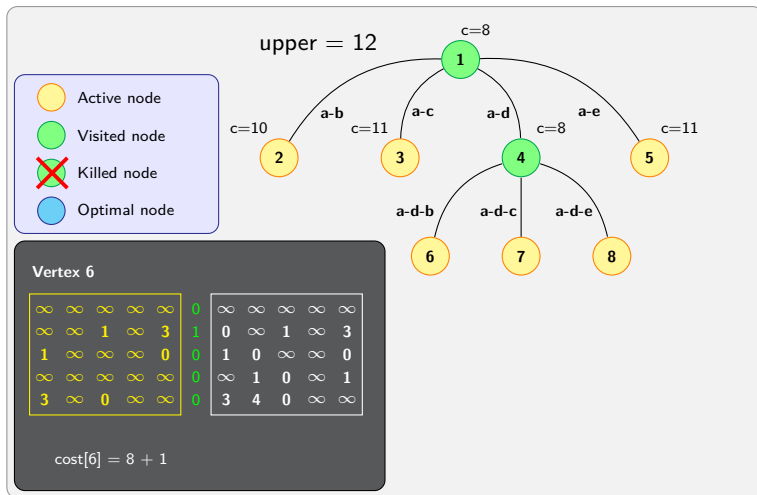 upper = 12
c=8
1
Active node
Visited node
Killed node
Optimal node
a-b
a-c
a-d
a-e
c=10
c=11
c=8
c=11
2
3
4
5
a-d-b
a-d-c
a-d-e
6
7
8
Vertex 6
∞ ∞ ∞ ∞ ∞ 0 ∞ ∞ ∞ ∞ ∞
∞ ∞ 1 ∞ 3 1 0 ∞ 1 ∞ 3
1 ∞ ∞ ∞ 0 0 1 0 ∞ ∞ 0
∞ ∞ ∞ ∞ ∞ 0 ∞ 1 0 ∞ 1
3 ∞ 0 ∞ ∞ 0 3 4 0 ∞ ∞
cost[6] = 8 + 1